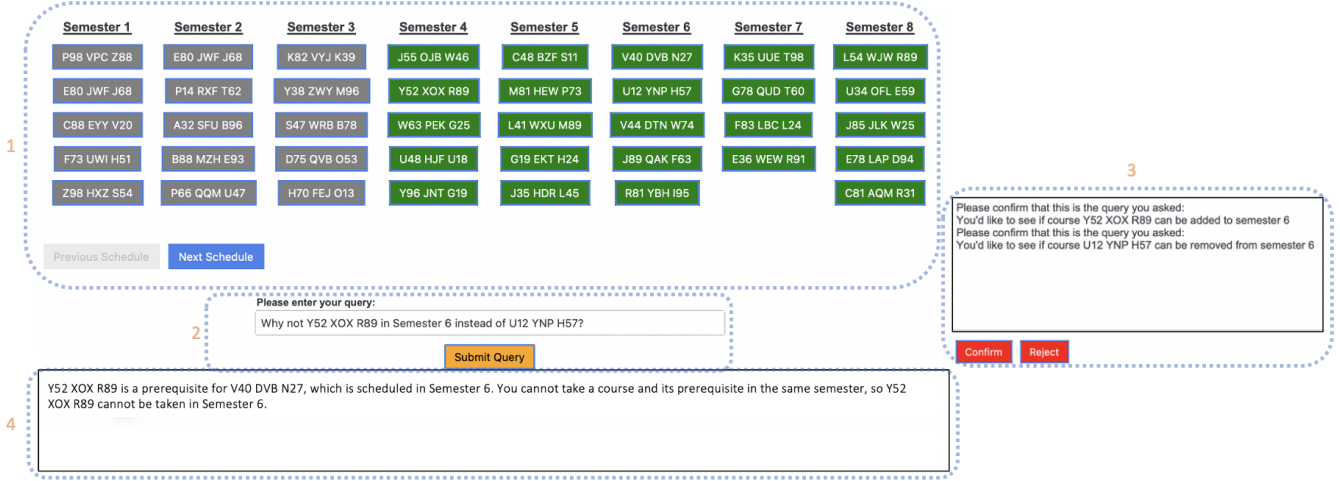 Semester 1 Semester 2 Semester 3 Semester 4 Semester 5 Semester 6 Semester 7 Semester 8
P98 VPC Z88 E80 JWF J68 K82 VYJ K39 J55 OJB W46 C48 BZF S11 V40 DVB N27 K35 UUE T98 L54 WJW R89
E80 JWF J68 P14 RXF T62 Y38 ZWY M96 Y52 XOX R89 M81 HEW P73 U12 YNP H57 G78 QUD T60 U34 OFL E59
C88 EYY V20 A32 SFU B96 S47 WRB B78 W63 PEK G25 L41 WXU M89 V44 DTN W74 F83 LBC L24 J85 JLK W25
1
F73 UWI H51 B88 MZH E93 D75 QVB O53 U48 HJF U18 G19 EKT H24 J89 QAK F63 E36 WEW R91 E78 LAP D94
Z98 HXZ S54 P66 QQM U47 H70 FEJ O13 Y96 JNT G19 J35 HDR L45 R81 YBH I95 C81 AQM R31
Previous Schedule Next Schedule
2
Please enter your query:
Why not Y52 XOX R89 in Semester 6 instead of U12 YNP H57?
Submit Query
3
Please confirm that this is the query you asked:
You'd like to see if course Y52 XOX R89 can be added to semester 6
Please confirm that this is the query you asked:
You'd like to see if course U12 YNP H57 can be removed from semester 6
Confirm Reject
4
Y52 XOX R89 is a prerequisite for V40 DVB N27, which is scheduled in Semester 6. You cannot take a course and its prerequisite in the same semester, so Y52
XOX R89 cannot be taken in Semester 6.